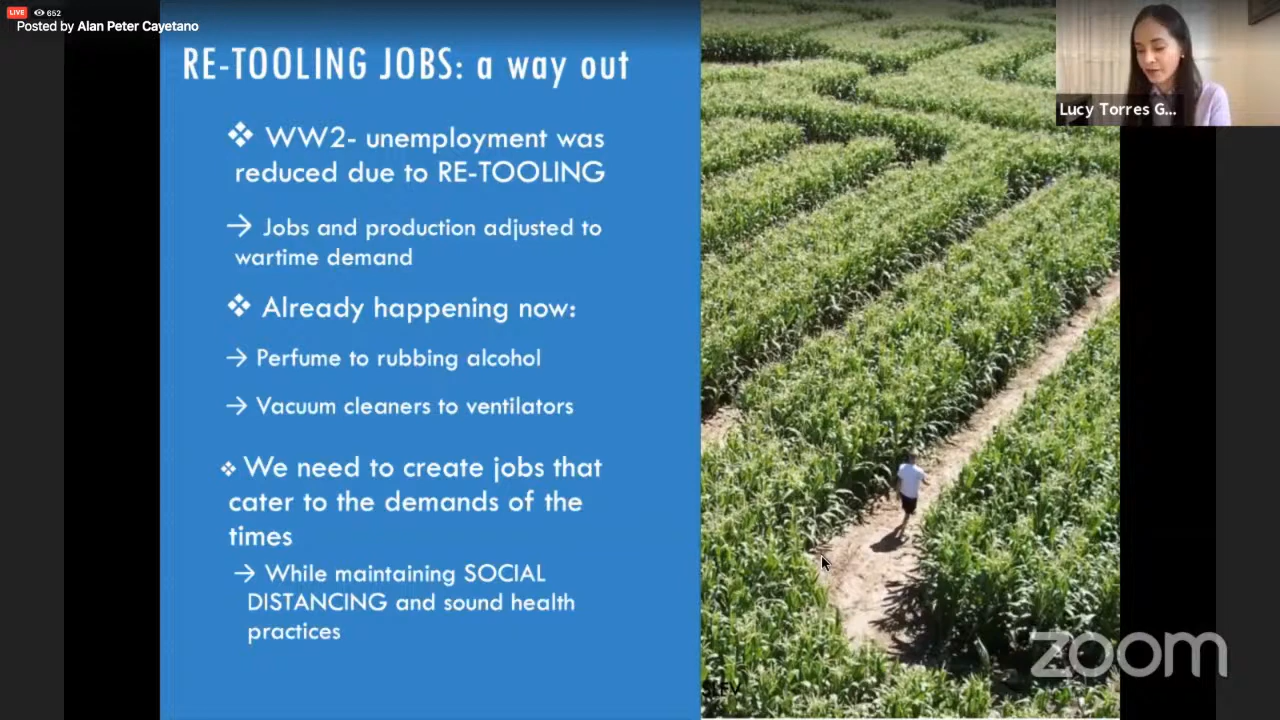 LIVE 652
Posted by Alan Peter Cayetano
RE-TOOLING JOBS: a way out
❖ WW2- unemployment was
reduced due to RE-TOOLING
→ Jobs and production adjusted to
wartime demand
❖ Already happening now:
→ Perfume to rubbing alcohol
→ Vacuum cleaners to ventilators
❖ We need to create jobs that
cater to the demands of the
times
→ While maintaining SOCIAL
DISTANCING and sound health
practices
Lucy Torres G...
zoom